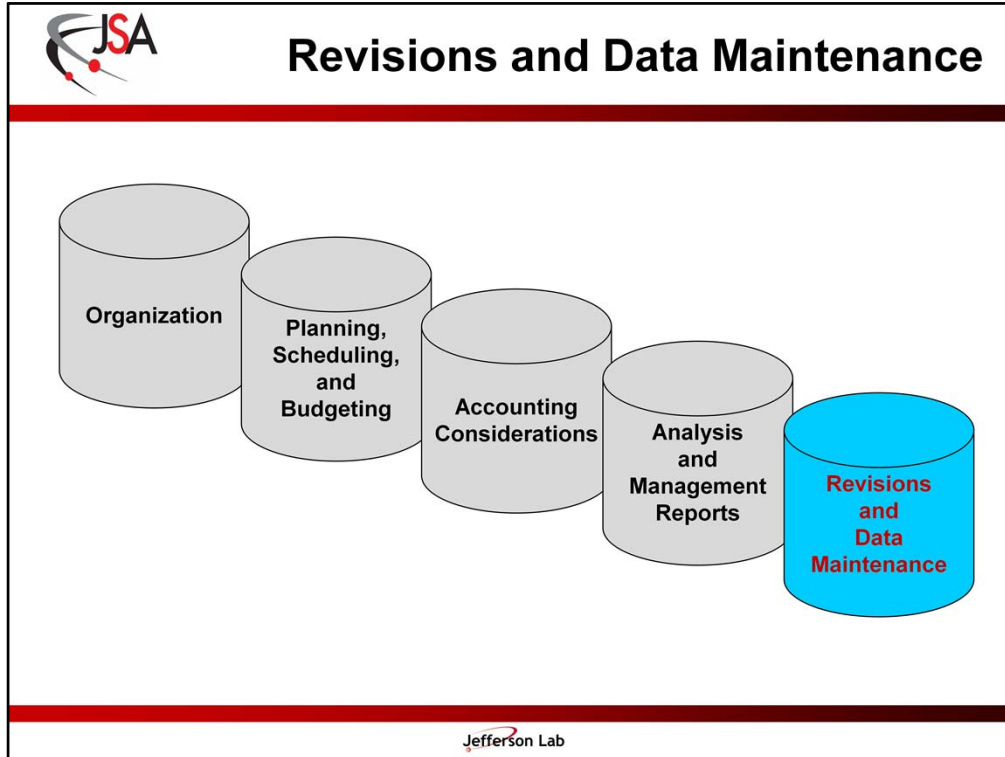 JSA
Revisions and Data Maintenance
Organization
Planning,
Scheduling,
and
Budgeting
Accounting
Considerations
Analysis
and
Management
Reports
Revisions
and
Data
Maintenance
Jefferson Lab